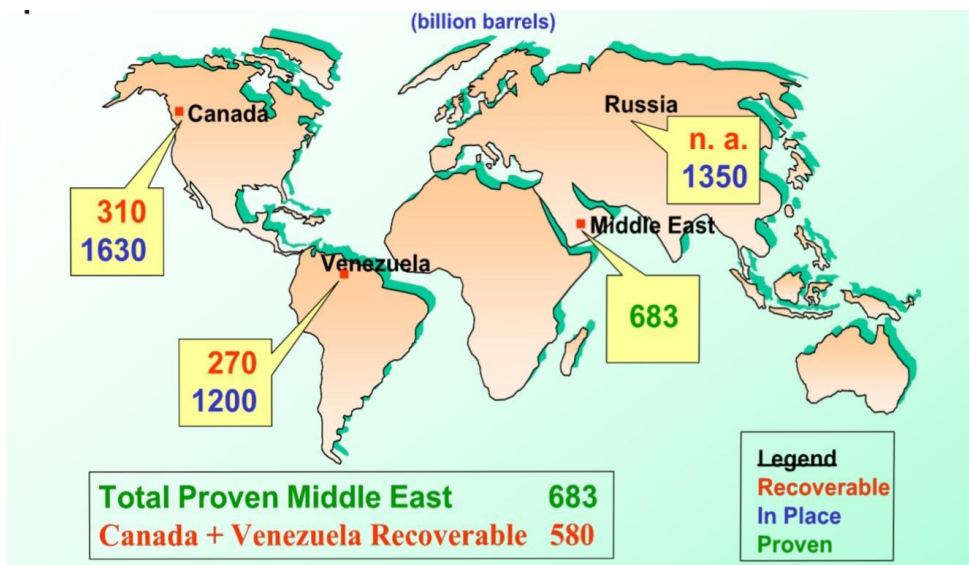 (billion barrels)
Canada
Russia
n. a.
1350
310
1630
Middle East
Venezuela
683
270
1200
Total Proven Middle East 683
Canada + Venezuela Recoverable 580
Legend
Recoverable
In Place
Proven